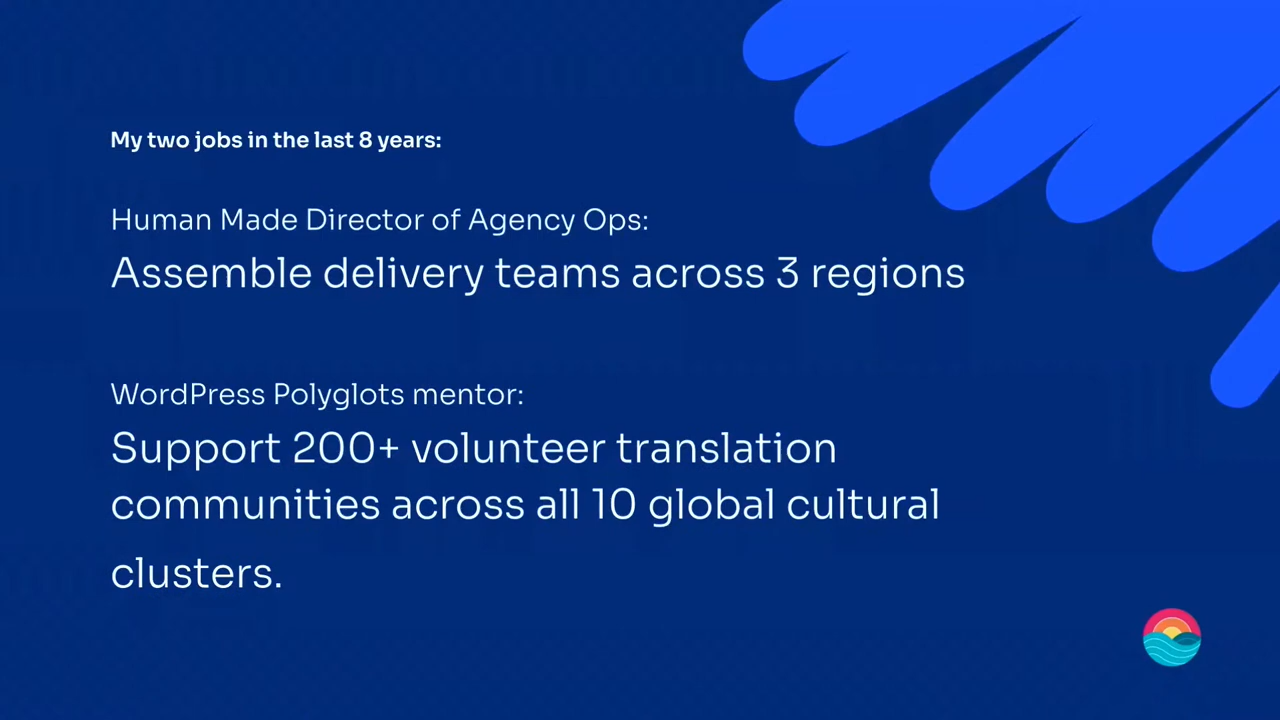 My two jobs in the last 8 years:
Human Made Director of Agency Ops:
Assemble delivery teams across 3 regions
WordPress Polyglots mentor:
Support 200+ volunteer translation
communities across all 10 global cultural
clusters.